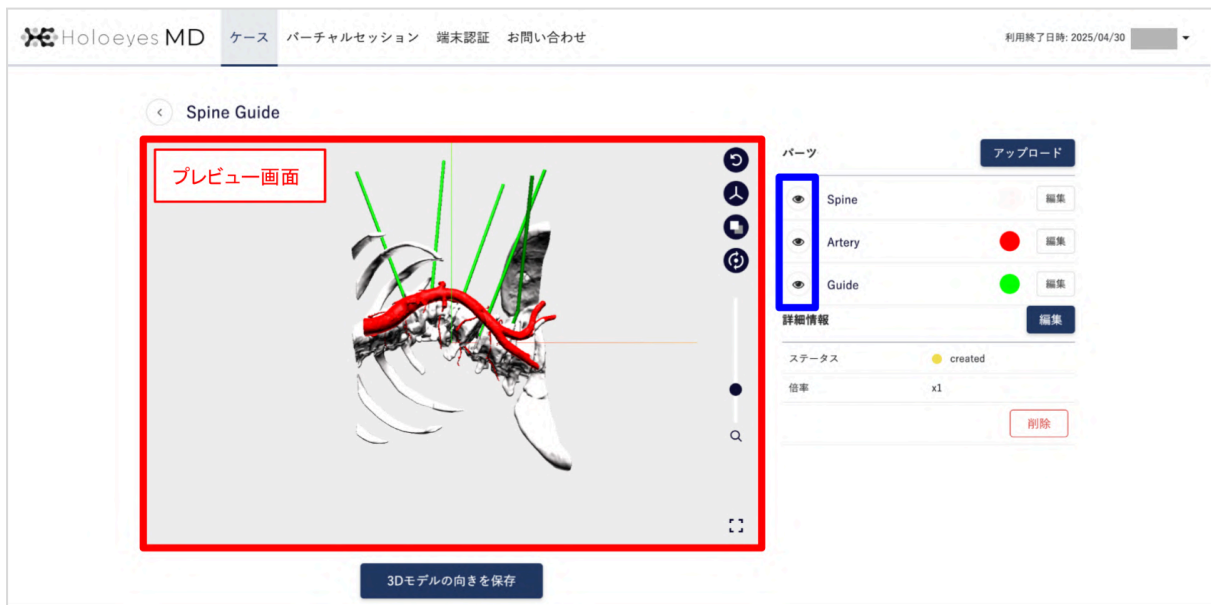 Holoeyes MD ケース バーチャルセッション 端末認証 お問い合わせ 利用終了日時: 2025/04/30
Spine Guide
プレビュー画面
パーツ アップロード
Spine 編集
Artery 編集
Guide 編集
詳細情報 編集
ステータス created
倍率 x1
削除
3Dモデルの向きを保存